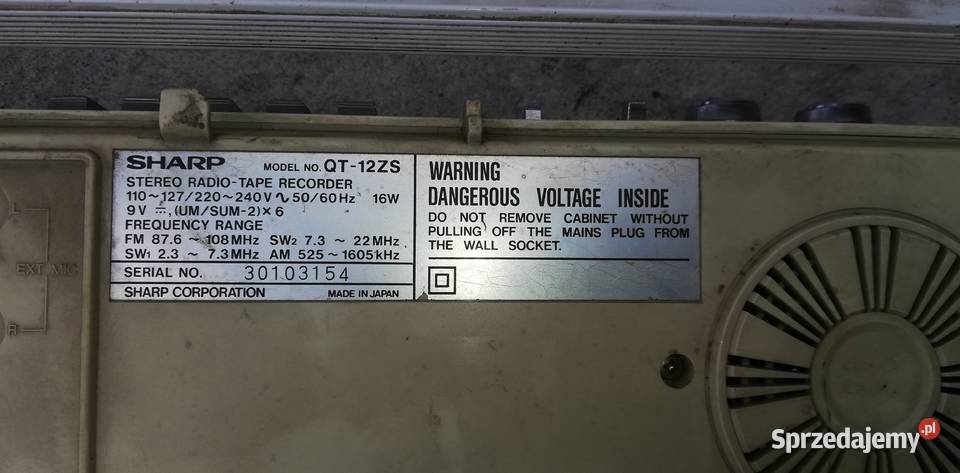 SHARP MODEL NO. QT-12ZS
STEREO RADIO-TAPE RECORDER
110~127/220~240V∿50/60Hz 16W
9V ⎓, (UM/SUM-2)×6
FREQUENCY RANGE
FM 87.6 ~ 108MHz SW2 7.3 ~ 22MHz
SW1 2.3 ~ 7.3MHz AM 525~1605kHz
SERIAL NO. 30103154
SHARP CORPORATION MADE IN JAPAN
WARNING
DANGEROUS VOLTAGE INSIDE
DO NOT REMOVE CABINET WITHOUT
PULLING OFF THE MAINS PLUG FROM
THE WALL SOCKET.
L
EXT MIC
R
Sprzedajemy.pl